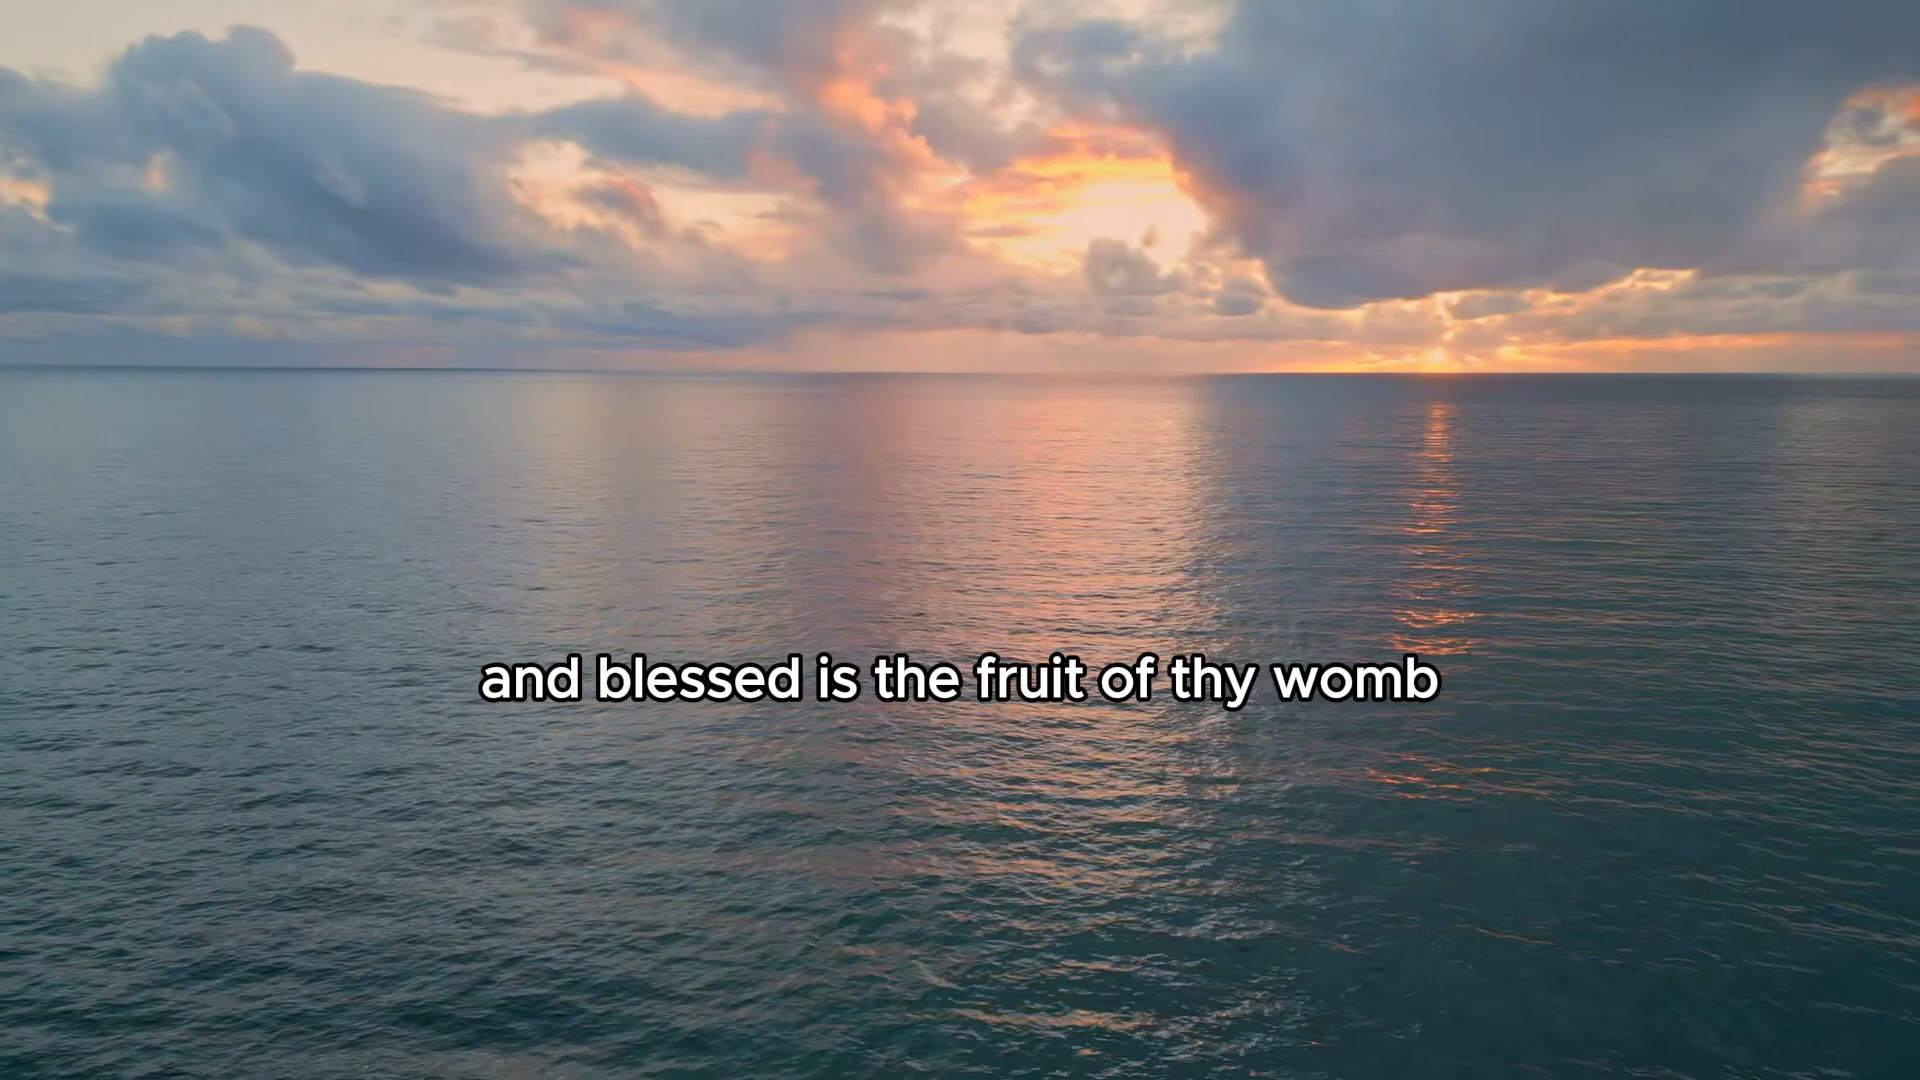 and blessed is the fruit of thy womb